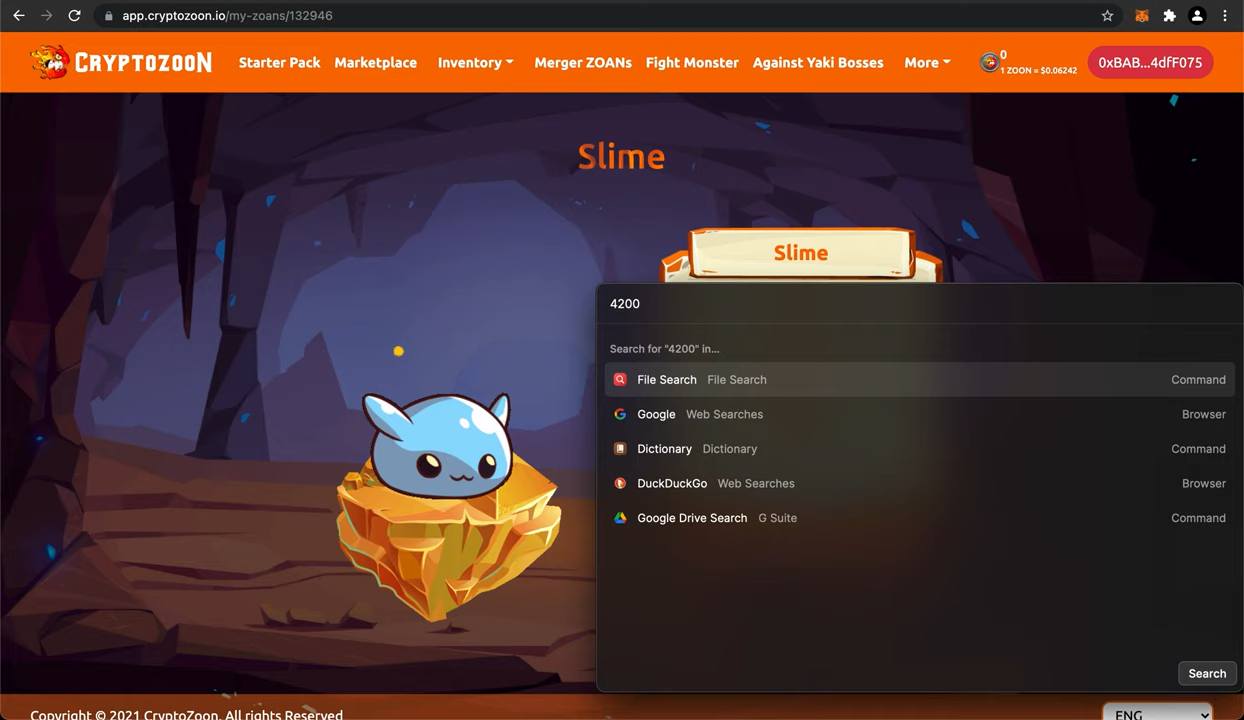 app.cryptozoon.io/my-zoans/132946
CRYPTOZOON
Starter Pack Marketplace Inventory Merger ZOANs Fight Monster Against Yaki Bosses More
0
1 ZOON = $0.06242
0xBAB...4dfF075
Slime
Slime
4200
Search for "4200" in...
File Search File Search Command
Google Web Searches Browser
Dictionary Dictionary Command
DuckDuckGo Web Searches Browser
Google Drive Search G Suite Command
Search
Copyright © 2021 CryptoZoon. All rights Reserved
ENG